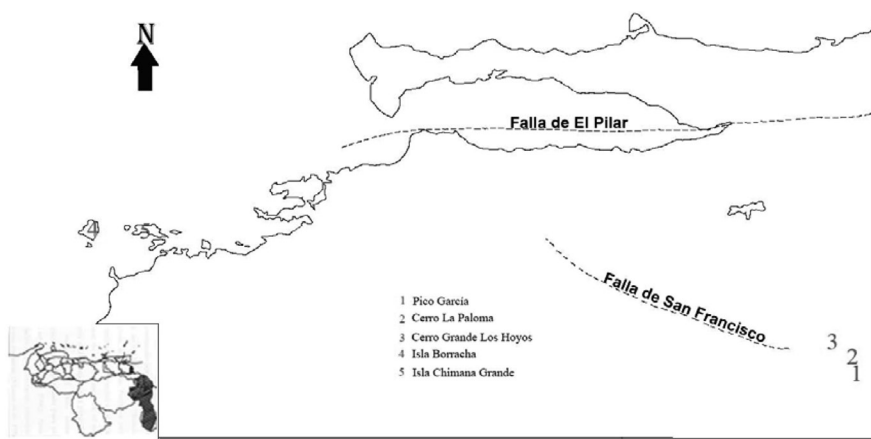 N
Falla de El Pilar
4
5
Falla de San Francisco
1 Pico García
2 Cerro La Paloma
3 Cerro Grande Los Hoyos
4 Isla Borracha
5 Isla Chimana Grande
3
2
1